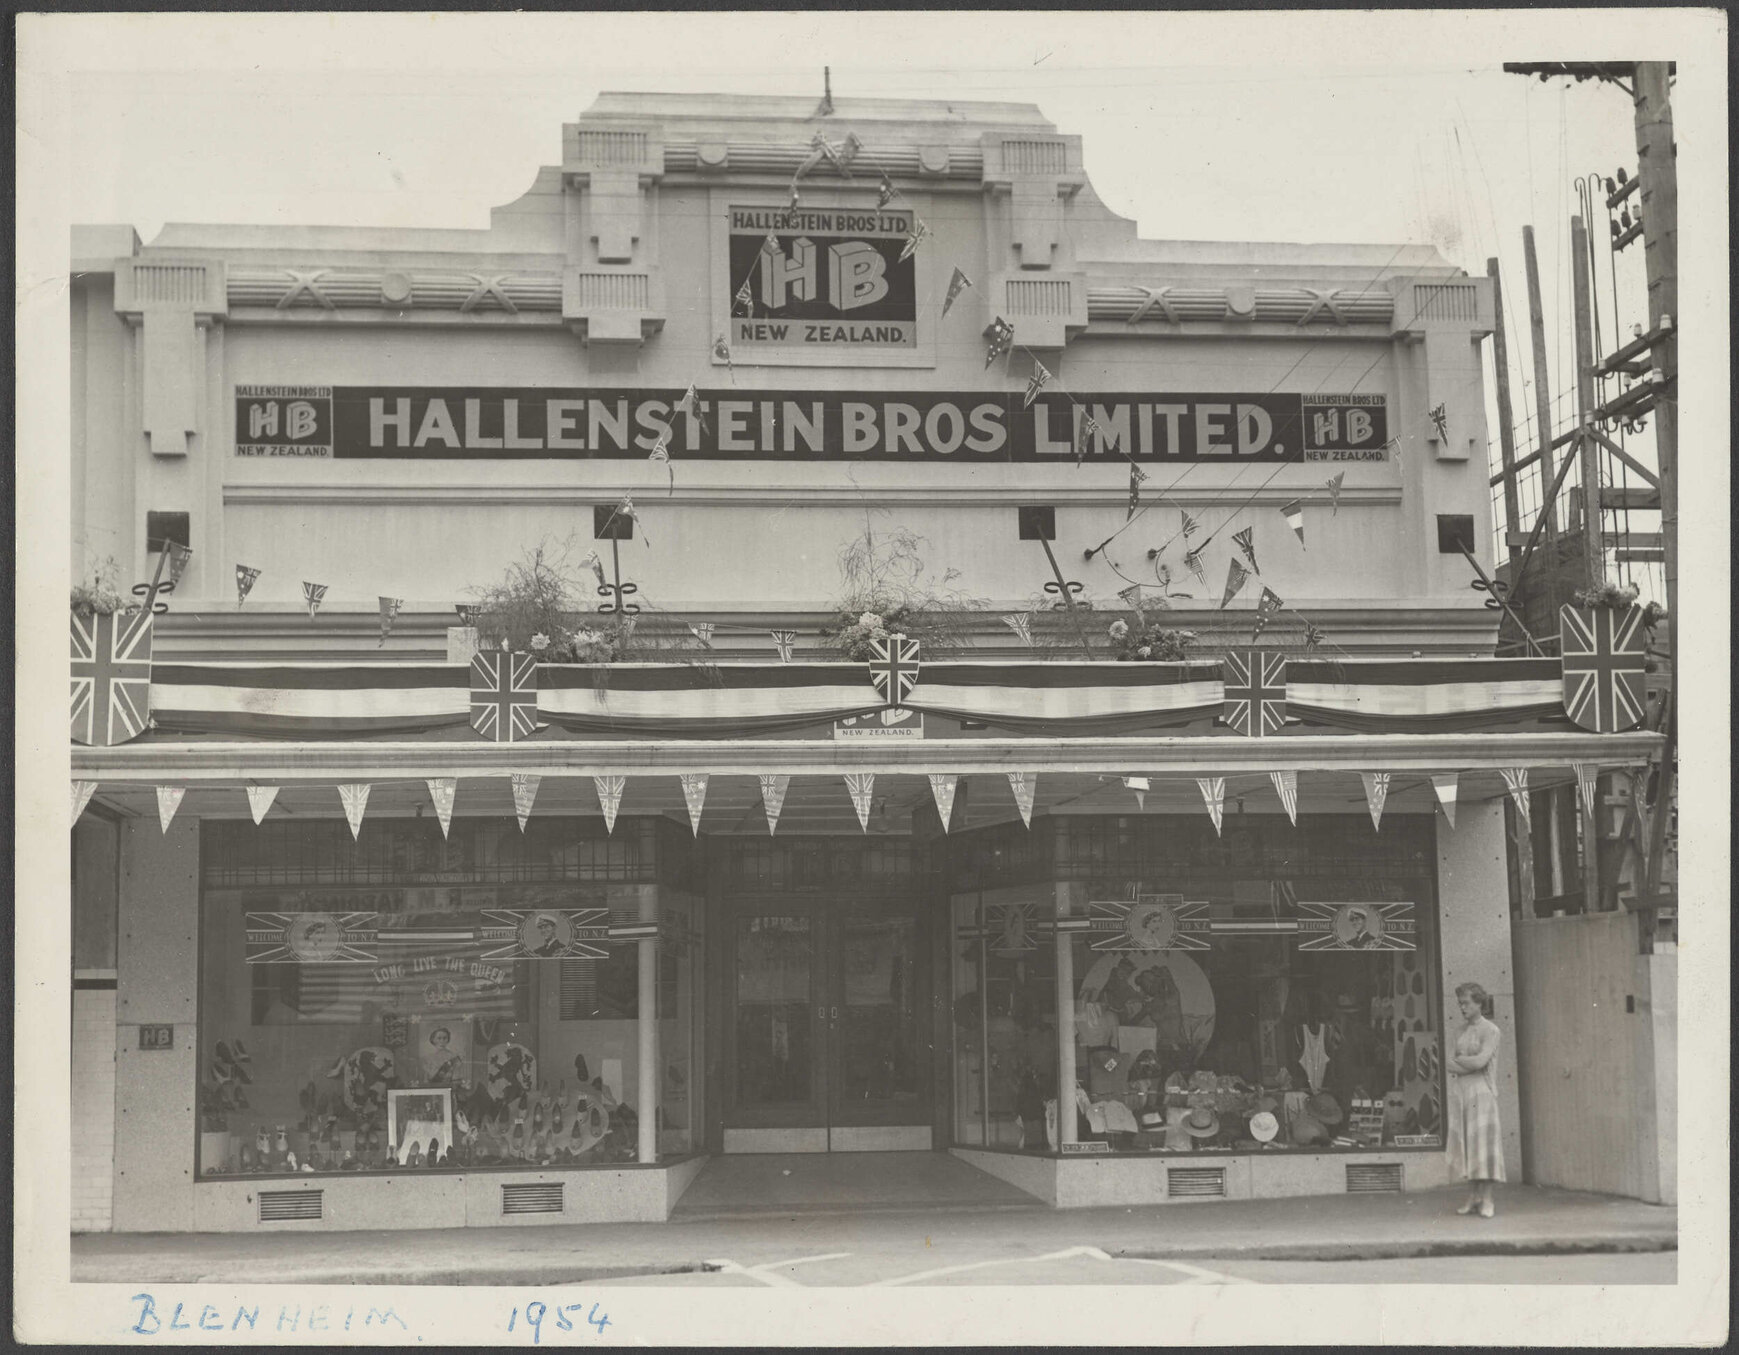 HALLENSTEIN BROS LTD.
HB
NEW ZEALAND.
HALLENSTEIN BROS LTD
HB
NEW ZEALAND.
HALLENSTEIN BROS LIMITED.
HALLENSTEIN BROS LTD
HB
NEW ZEALAND.
HB
NEW ZEALAND.
WELCOME TO N.Z
WELCOME TO N.Z
WELCOME TO N.Z
WELCOME TO N.Z
LONG LIVE THE QUEEN
HB
BLENHEIM 1954